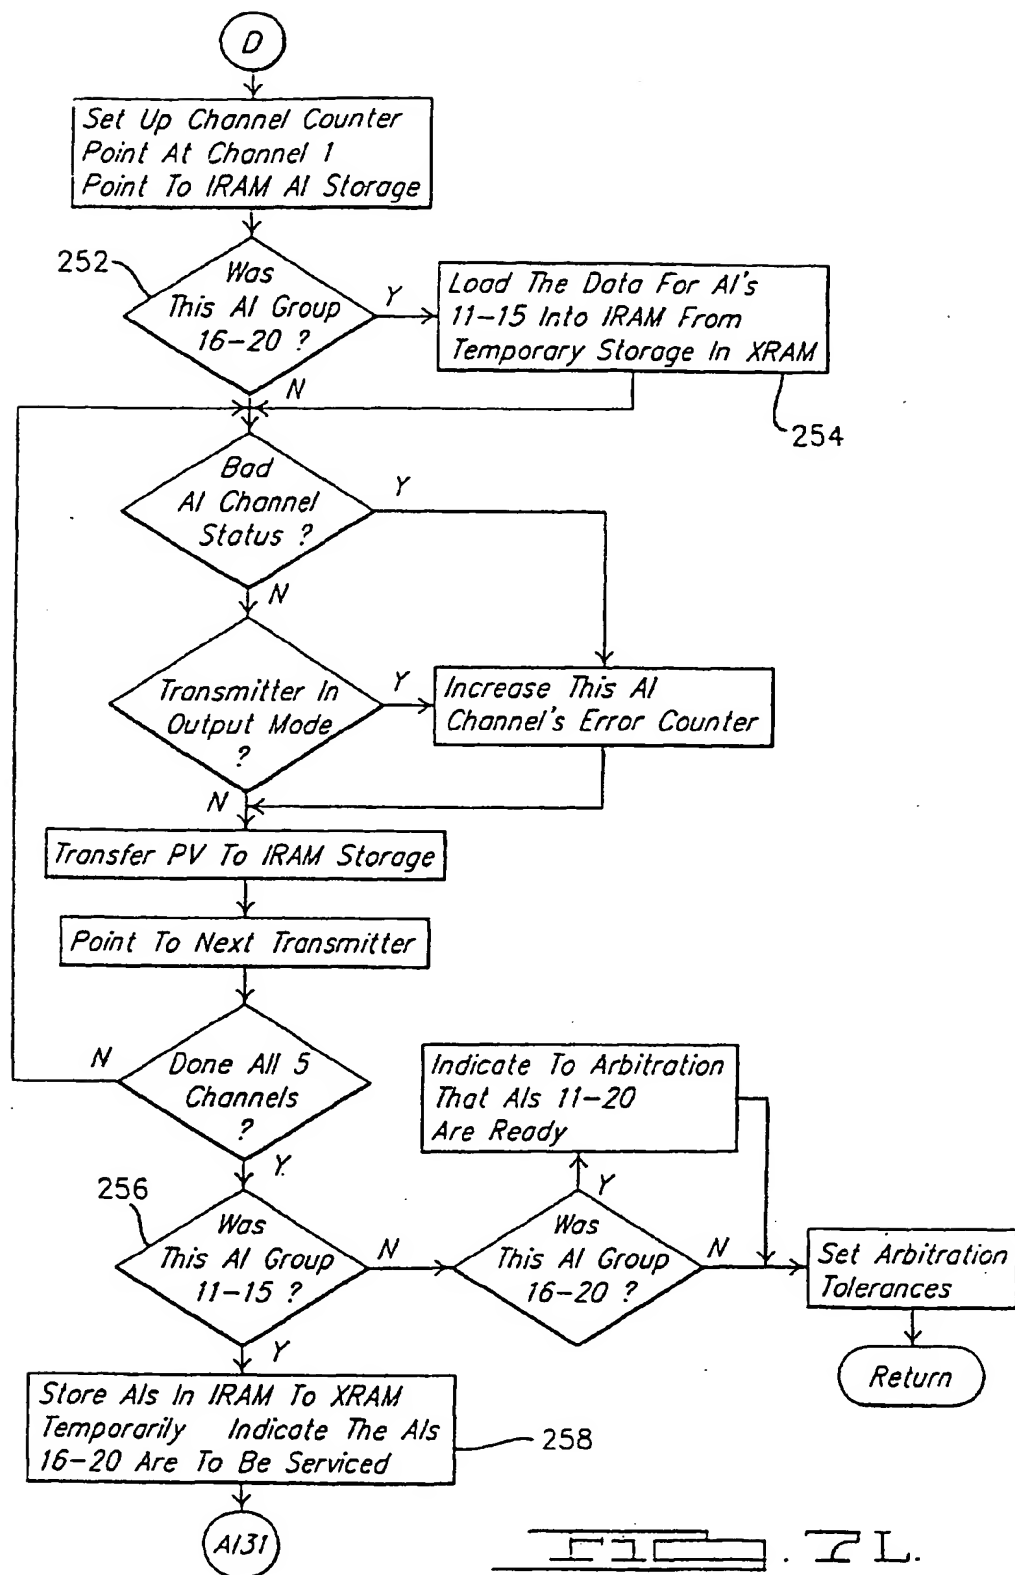 D
Set Up Channel Counter
Point At Channel 1
Point To IRAM AI Storage
252
Was
This AI Group
16-20 ?
Y
Load The Data For AI's
11-15 Into IRAM From
Temporary Storage In XRAM
N
254
Bad
AI Channel
Status ?
Y
N
Transmitter In
Output Mode
?
Y
Increase This AI
Channel's Error Counter
N
Transfer PV To IRAM Storage
Point To Next Transmitter
N
Done All 5
Channels
?
Indicate To Arbitration
That AIs 11-20
Are Ready
Y
256
Was
This AI Group
11-15 ?
N
Y
Was
This AI Group
16-20 ?
N
Set Arbitration
Tolerances
Y
Return
Store AIs In IRAM To XRAM
Temporarily Indicate The AIs
16-20 Are To Be Serviced
258
AI31
FIG. 7L.